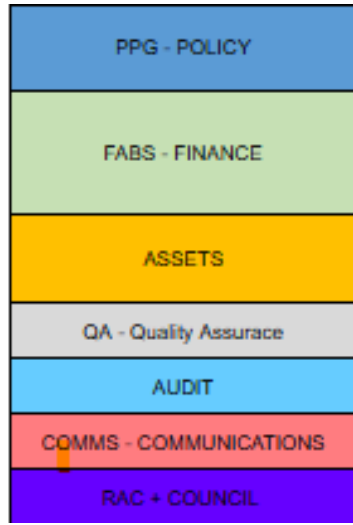 PPG - POLICY
FABS - FINANCE
ASSETS
QA - Quality Assurace
AUDIT
COMMS - COMMUNICATIONS
RAC + COUNCIL